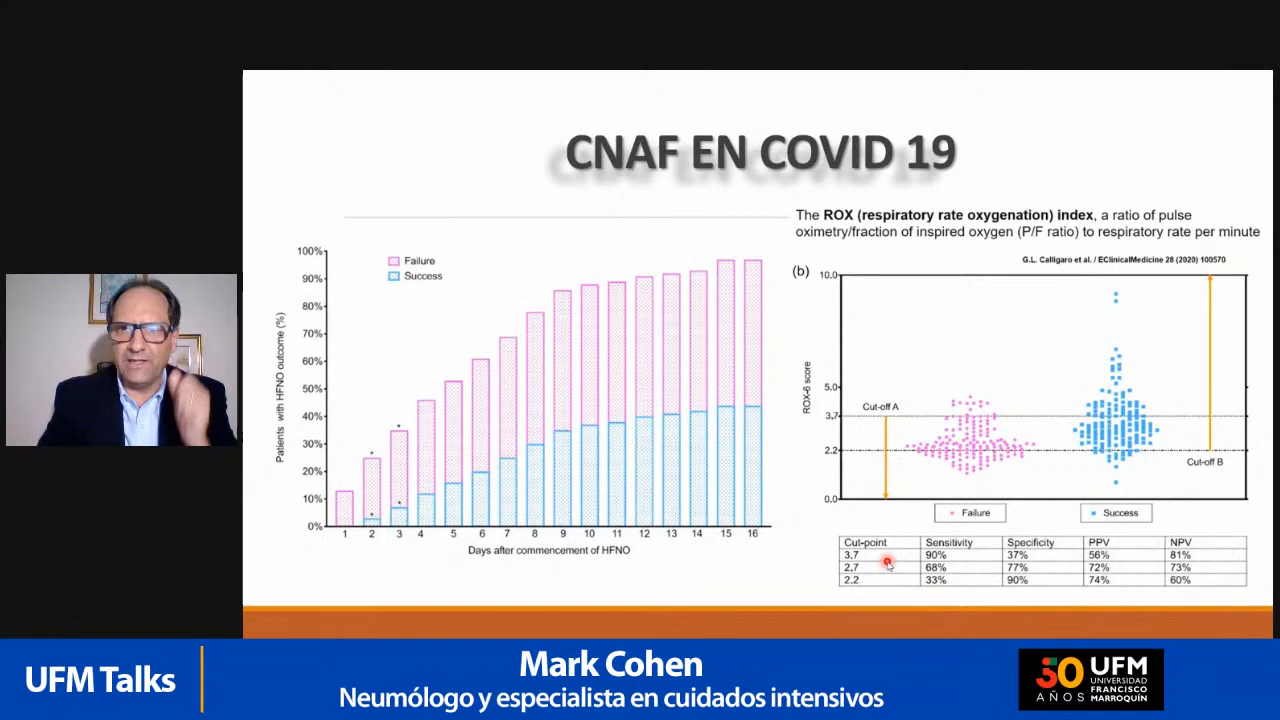 CNAF EN COVID 19
The ROX (respiratory rate oxygenation) index, a ratio of pulse
oximetry/fraction of inspired oxygen (P/F ratio) to respiratory rate per minute
G.L. Calligaro et al. / EClinicalMedicine 28 (2020) 100570
Failure
Success
Patients with HFNO outcome (%)
100%
90%
80%
70%
60%
50%
40%
30%
20%
10%
0%
1 2 3 4 5 6 7 8 9 10 11 12 13 14 15 16
Days after commencement of HFNO
(b)
ROX-6 score
10.0
5.0
3.7
2.2
0.0
Cut-off A
Cut-off B
Failure
Success
Cut-point Sensitivity Specificity PPV NPV
3.7 90% 37% 56% 81%
2.7 68% 77% 72% 73%
2.2 33% 90% 74% 60%
UFM Talks
Mark Cohen
Neumólogo y especialista en cuidados intensivos
50
AÑOS
UFM
UNIVERSIDAD
FRANCISCO
MARROQUÍN